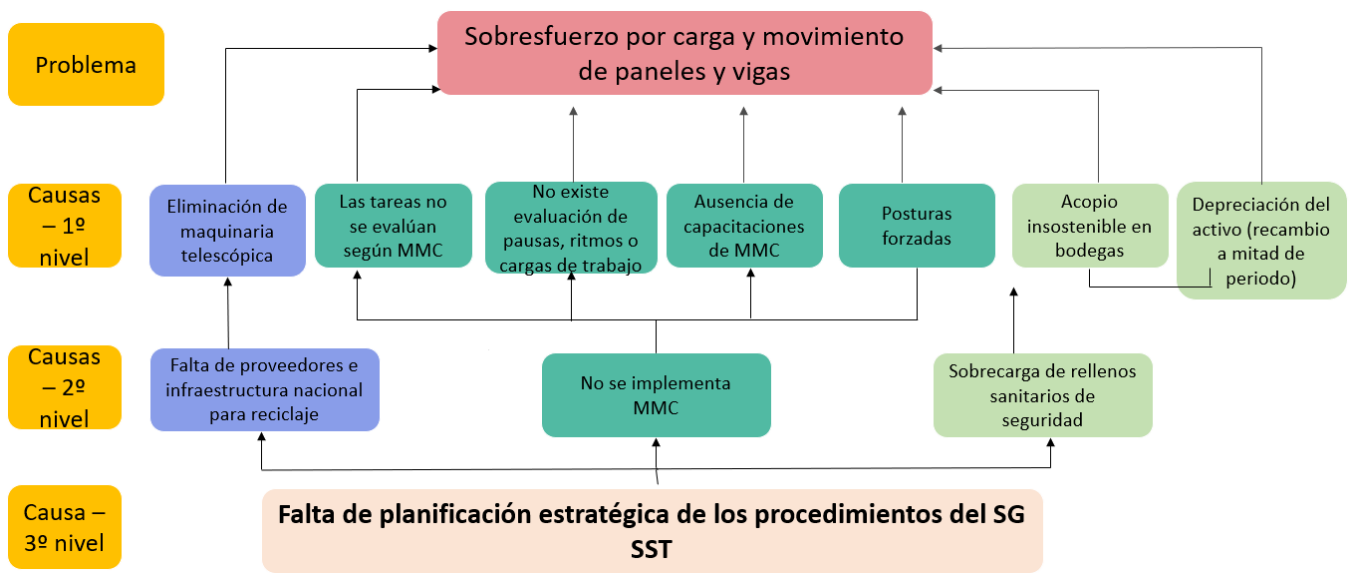 Problema
Sobresfuerzo por carga y movimiento
de paneles y vigas
Causas
– 1º
nivel
Eliminación de
maquinaria
telescópica
Las tareas no
se evalúan
según MMC
No existe
evaluación de
pausas, ritmos o
cargas de trabajo
Ausencia de
capacitaciones
de MMC
Posturas
forzadas
Acopio
insostenible en
bodegas
Depreciación del
activo (recambio
a mitad de
periodo)
Causas
– 2º
nivel
Falta de proveedores e
infraestructura nacional
para reciclaje
No se implementa
MMC
Sobrecarga de rellenos
sanitarios de
seguridad
Causa –
3º nivel
Falta de planificación estratégica de los procedimientos del SG
SST